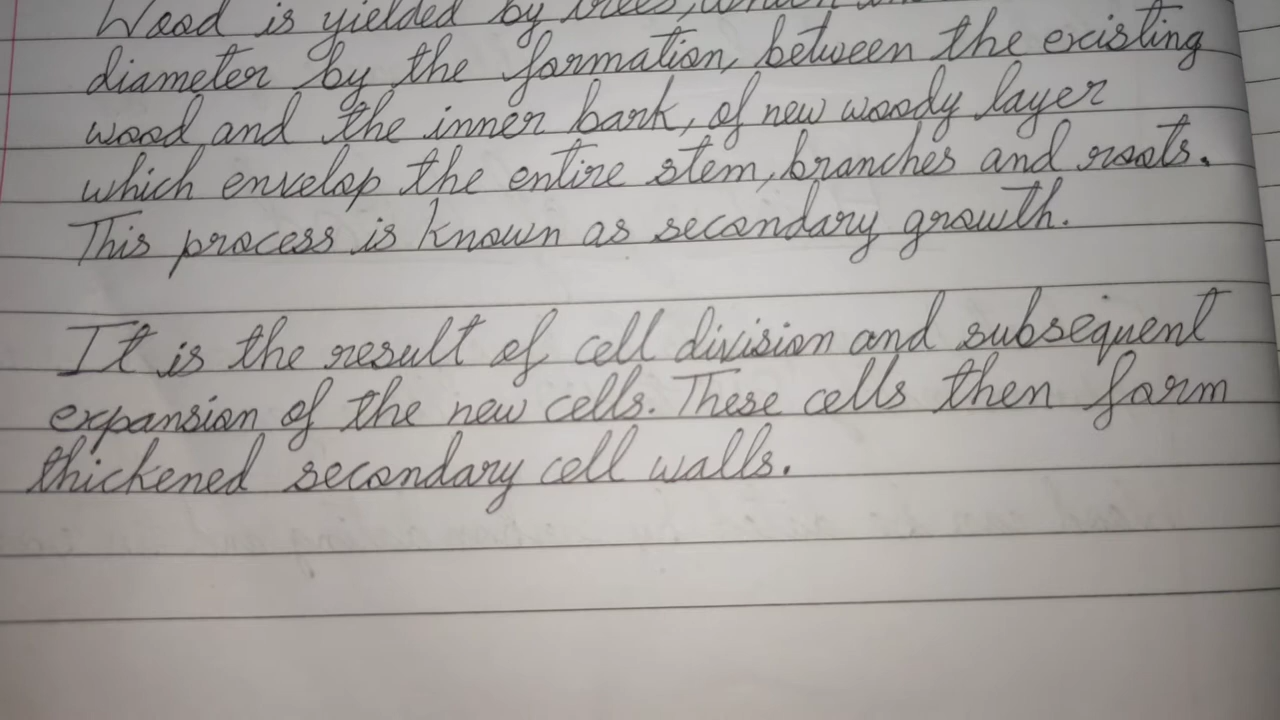 Wood is yielded by trees, which
diameter by the formation, between the existing
wood and the inner bark, of new woody layer
which envelop the entire stem, branches and roots.
This process is known as secondary growth.
It is the result of cell division and subsequent
expansion of the new cells. These cells then form
thickened secondary cell walls.